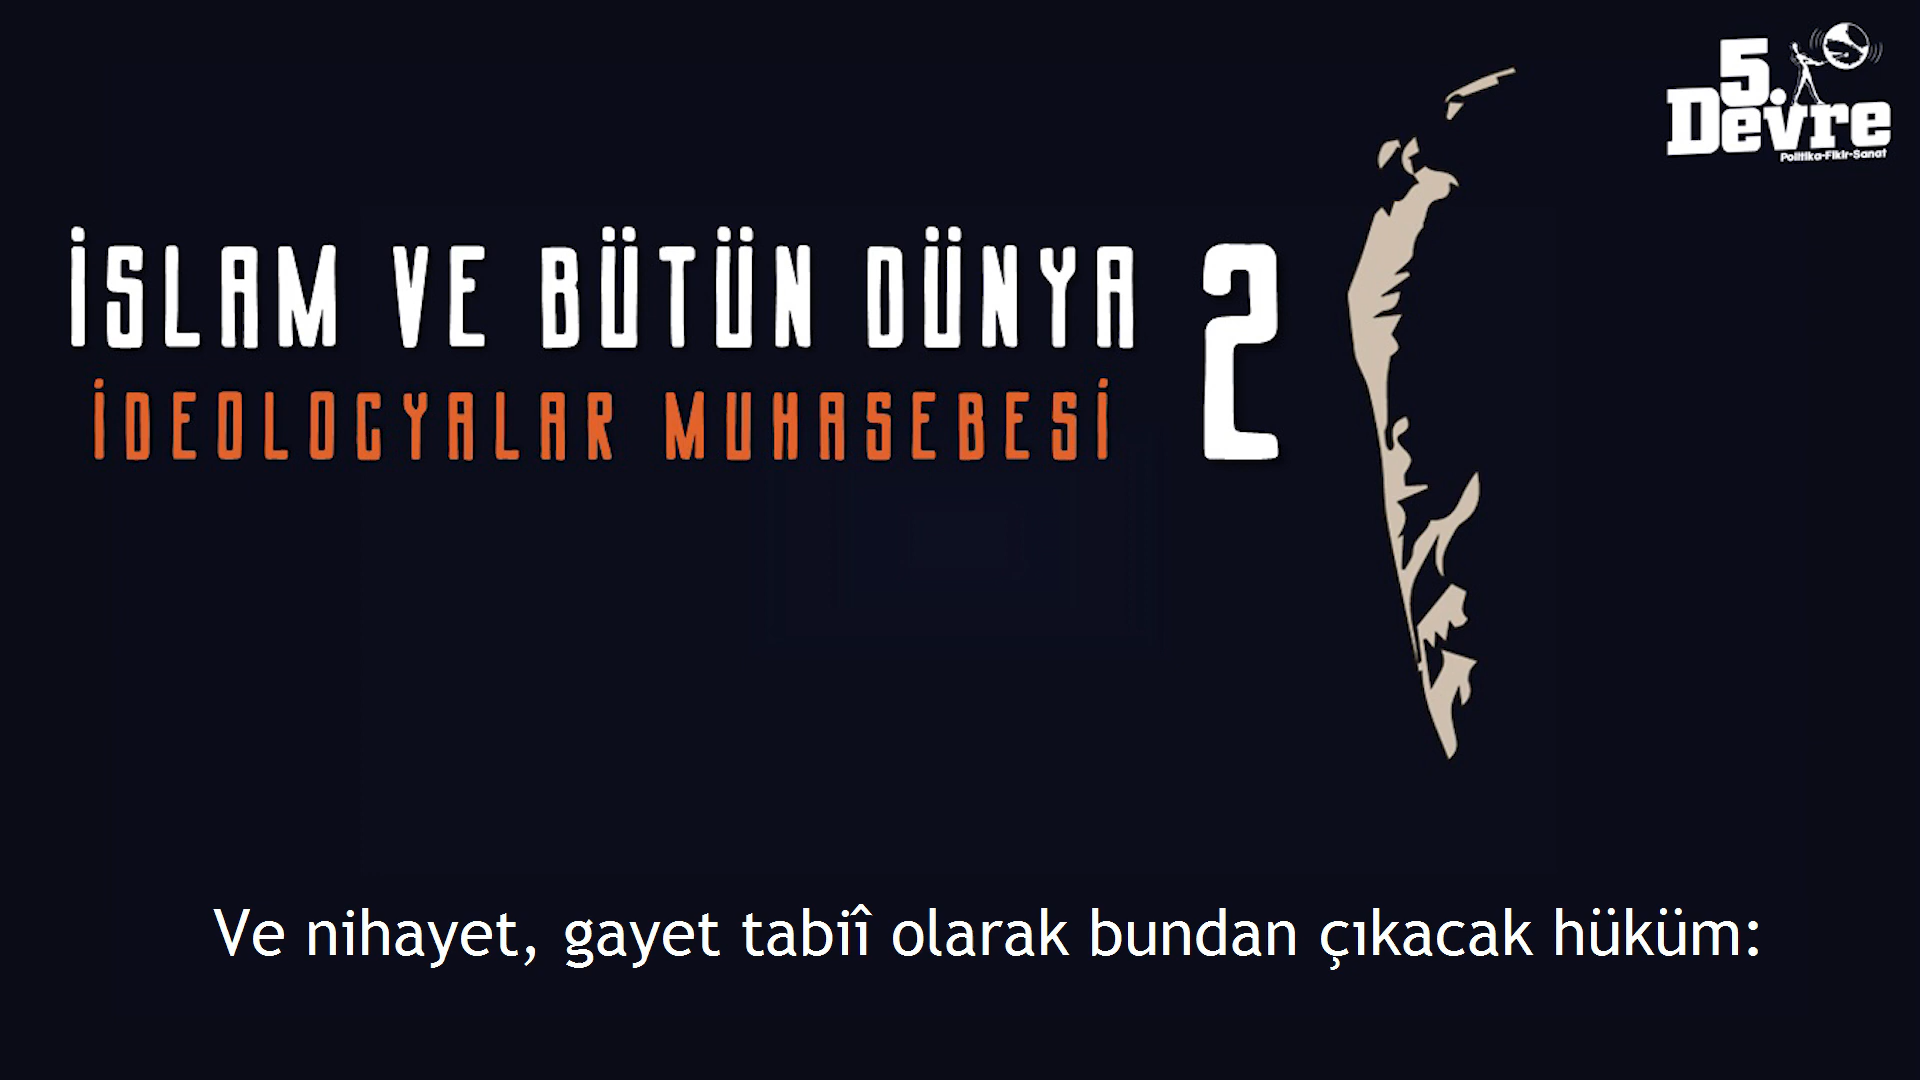 5.
Devre
Politika-Fikir-Sanat
İSLAM VE BÜTÜN DÜNYA 2
İDEOLOCYALAR MUHASEBESİ
Ve nihayet, gayet tabiî olarak bundan çıkacak hüküm: